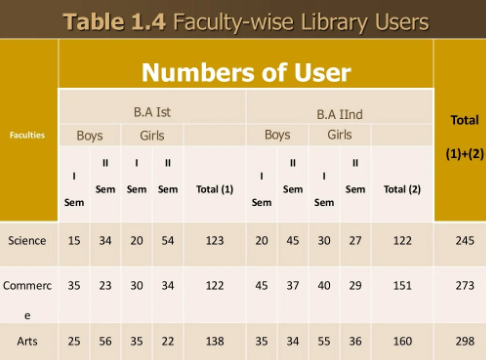 Table 1.4 Faculty-wise Library Users
Faculties
Numbers of User
Total
(1)+(2)
B.A Ist
B.A IInd
Boys Girls Boys Girls
I Sem II Sem I Sem II Sem Total (1) I Sem II Sem I Sem II Sem Total (2)
Science 15 34 20 54 123 20 45 30 27 122 245
Commerc
e 35 23 30 34 122 45 37 40 29 151 273
Arts 25 56 35 22 138 35 34 55 36 160 298